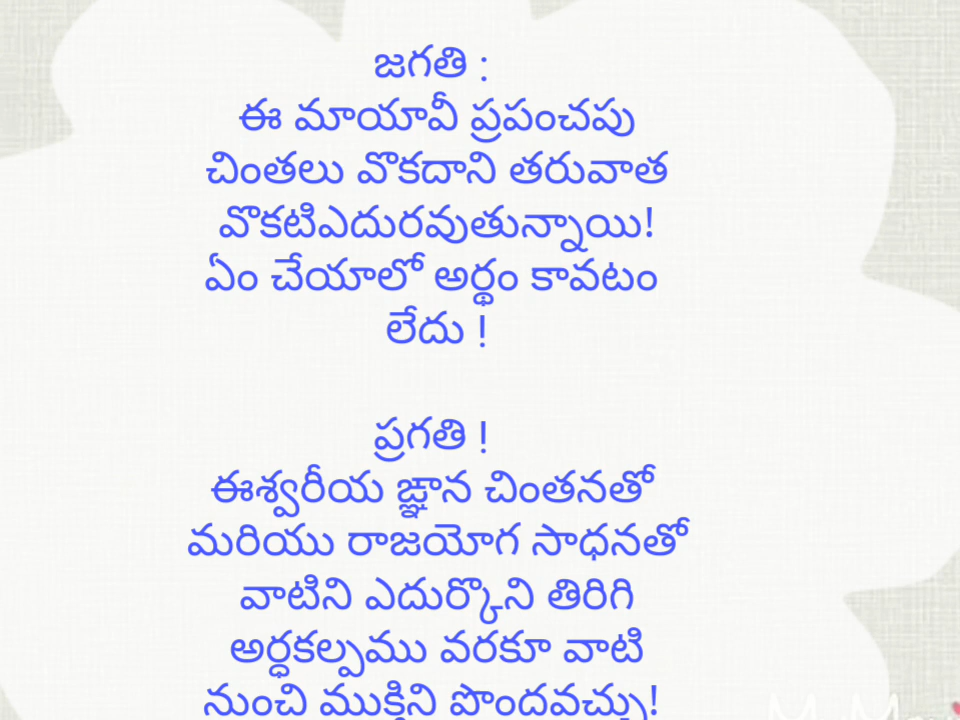 జగతి :
ఈ మాయావీ ప్రపంచపు
చింతలు వొకదాని తరువాత
వొకటిఎదురవుతున్నాయి!
ఏం చేయాలో అర్థం కావటం
లేదు !
ప్రగతి !
ఈశ్వరీయ జ్ఞాన చింతనతో
మరియు రాజయోగ సాధనతో
వాటిని ఎదుర్కొని తిరిగి
అర్ధకల్పము వరకూ వాటి
నుంచి ముక్తిని పొందవచ్చు!